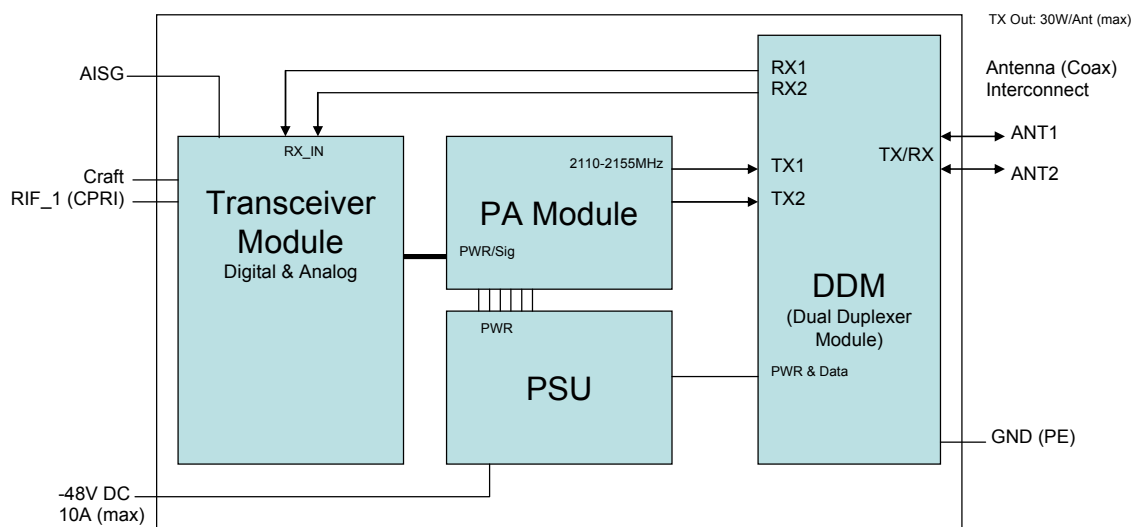 TX Out: 30W/Ant (max)
AISG
RX1
RX2
Antenna (Coax)
Interconnect
ANT1
ANT2
RX_IN
2110-2155MHz
TX1
TX2
TX/RX
Craft
RIF_1 (CPRI)
Transceiver
Module
Digital & Analog
PA Module
PWR/Sig
DDM
(Dual Duplexer
Module)
PWR
PSU
PWR & Data
GND (PE)
-48V DC
10A (max)